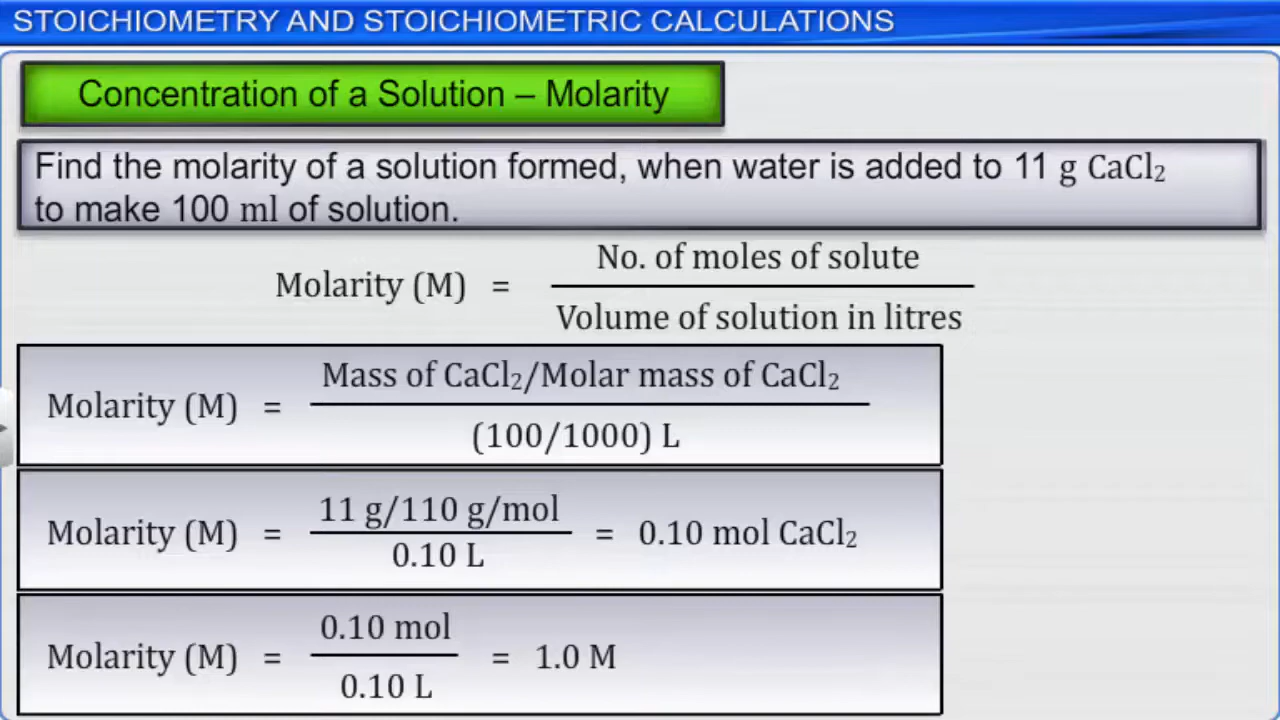 STOICHIOMETRY AND STOICHIOMETRIC CALCULATIONS
Concentration of a Solution – Molarity
Find the molarity of a solution formed, when water is added to 11 g CaCl₂
to make 100 ml of solution.
Molarity (M) = No. of moles of solute
Volume of solution in litres
Molarity (M) = Mass of CaCl₂/Molar mass of CaCl₂
(100/1000) L
Molarity (M) = 11 g/110 g/mol = 0.10 mol CaCl₂
0.10 L
Molarity (M) = 0.10 mol = 1.0 M
0.10 L